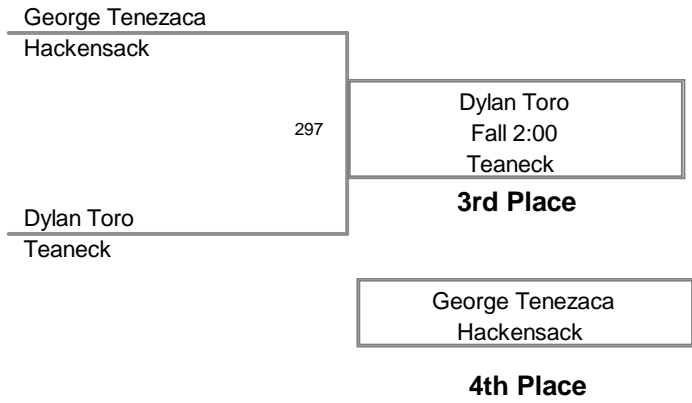 George Tenezaca
Hackensack
297
Dylan Toro
Teaneck
Dylan Toro
Fall 2:00
Teaneck
3rd Place
George Tenezaca
Hackensack
4th Place